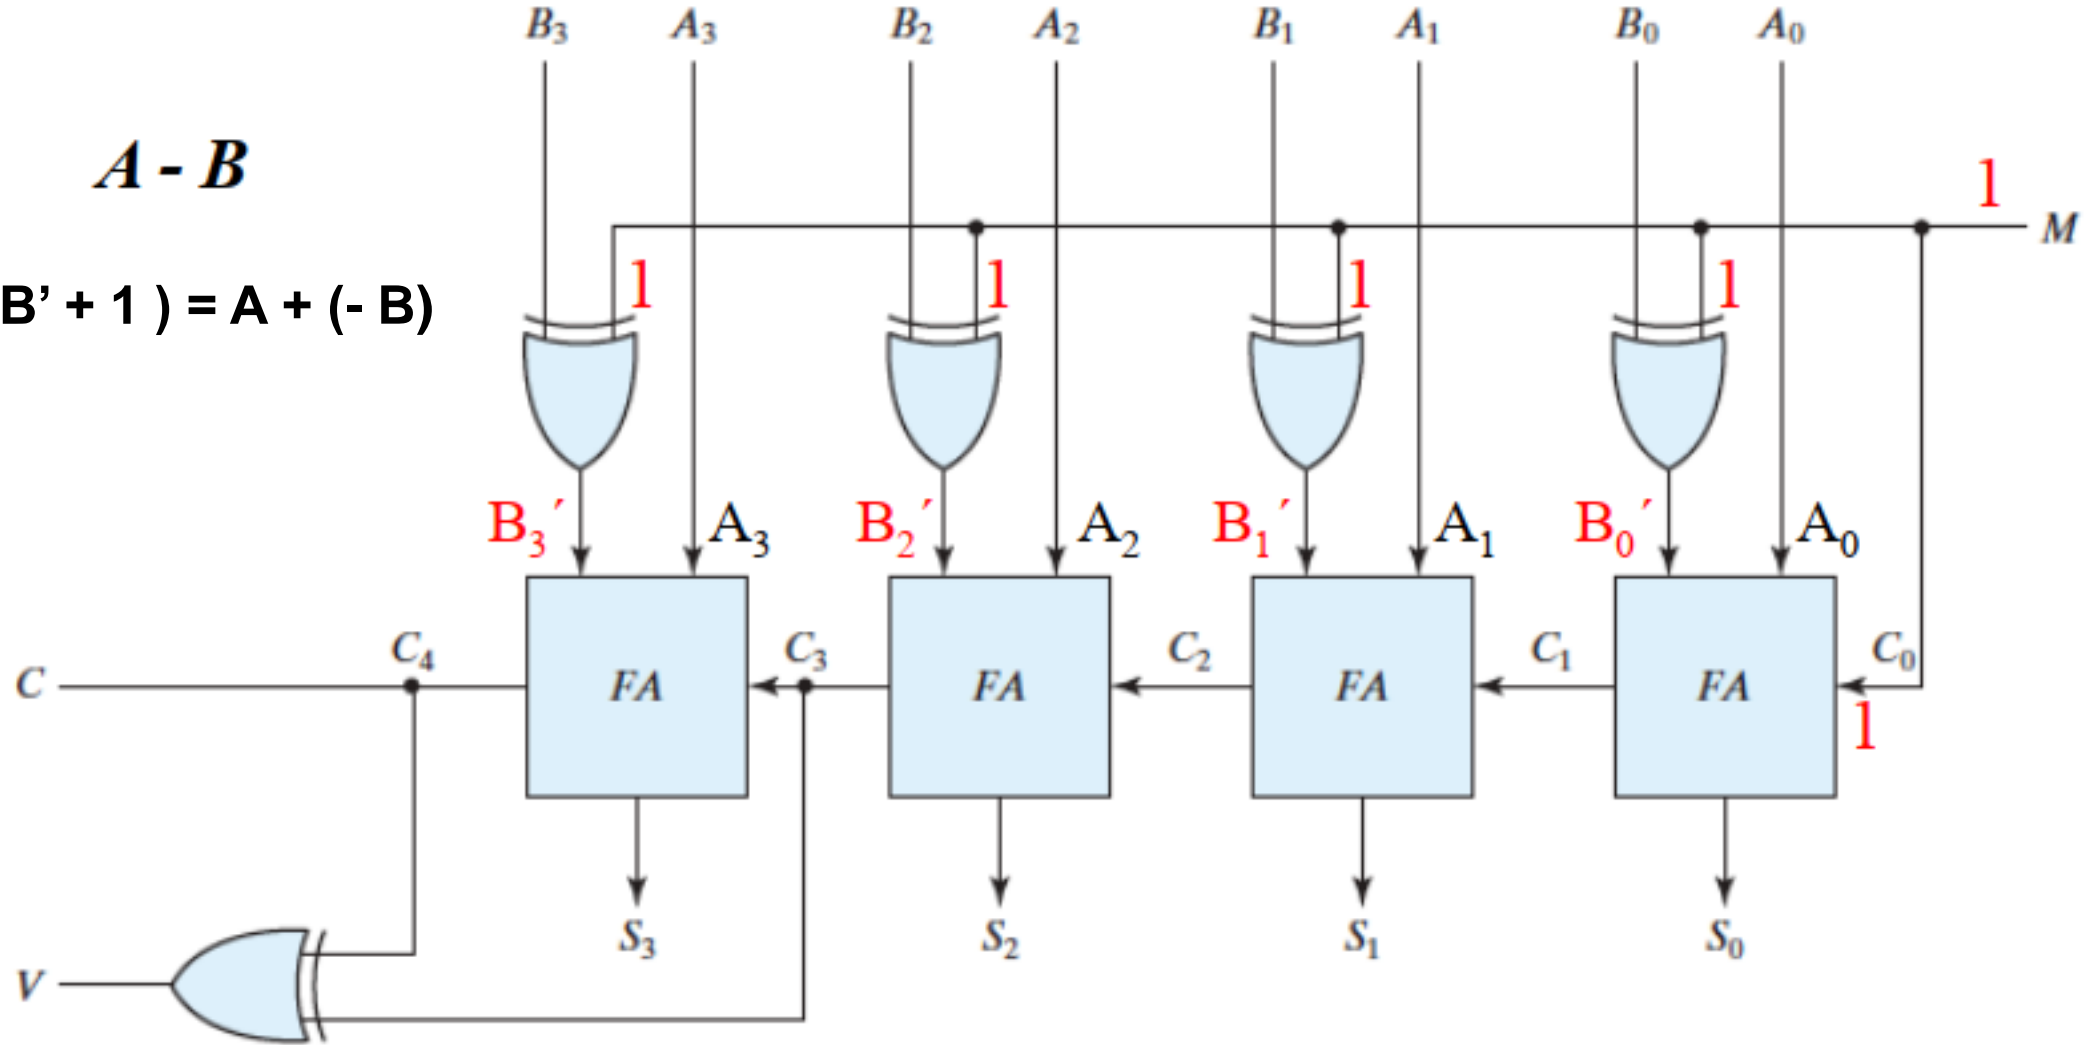 B₃ A₃ B₂ A₂ B₁ A₁ B₀ A₀
A - B
1
M
B’ + 1 ) = A + (- B)
1 1 1 1
B₃´ A₃ B₂´ A₂ B₁´ A₁ B₀´ A₀
C₄ C₃ C₂ C₁ C₀
C FA FA FA FA
1
S₃ S₂ S₁ S₀
V